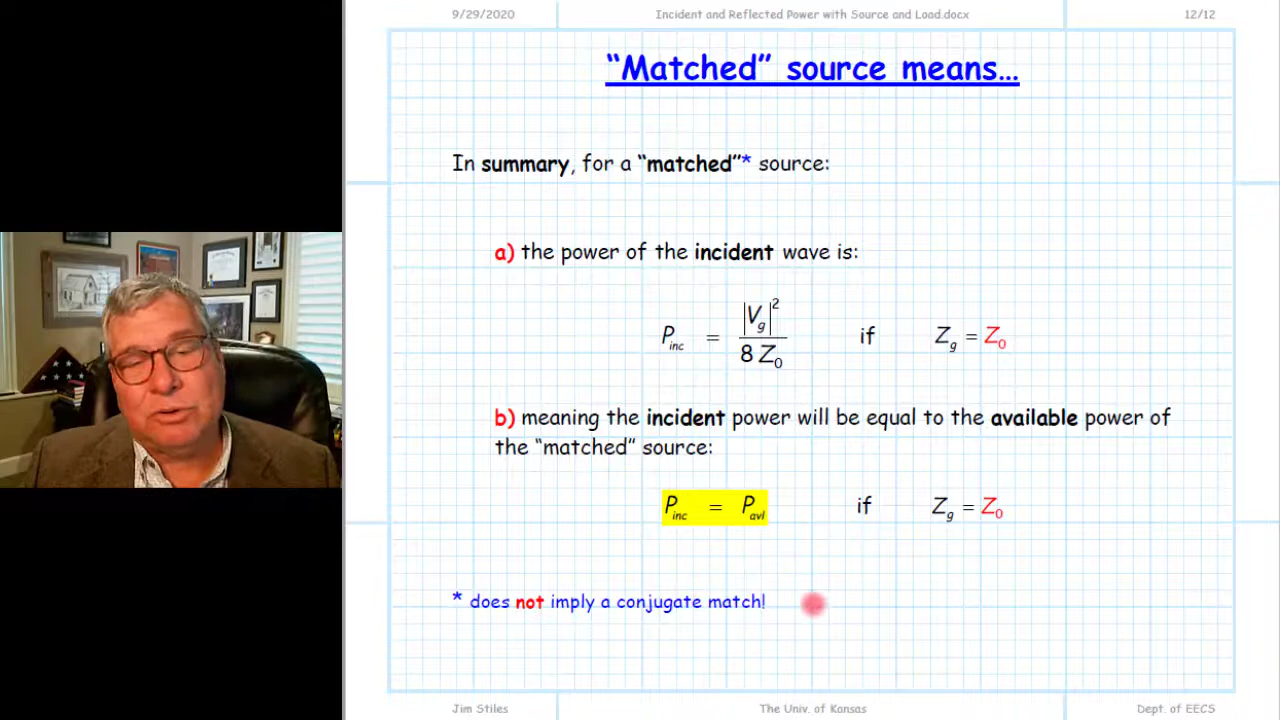 9/29/2020 Incident and Reflected Power with Source and Load.docx 12/12
“Matched” source means…
In summary, for a “matched”* source:
a) the power of the incident wave is:
P_inc = |V_g|² / 8 Z₀ if Z_g = Z₀
b) meaning the incident power will be equal to the available power of
the “matched” source:
P_inc = P_avl if Z_g = Z₀
* does not imply a conjugate match!
Jim Stiles The Univ. of Kansas Dept. of EECS